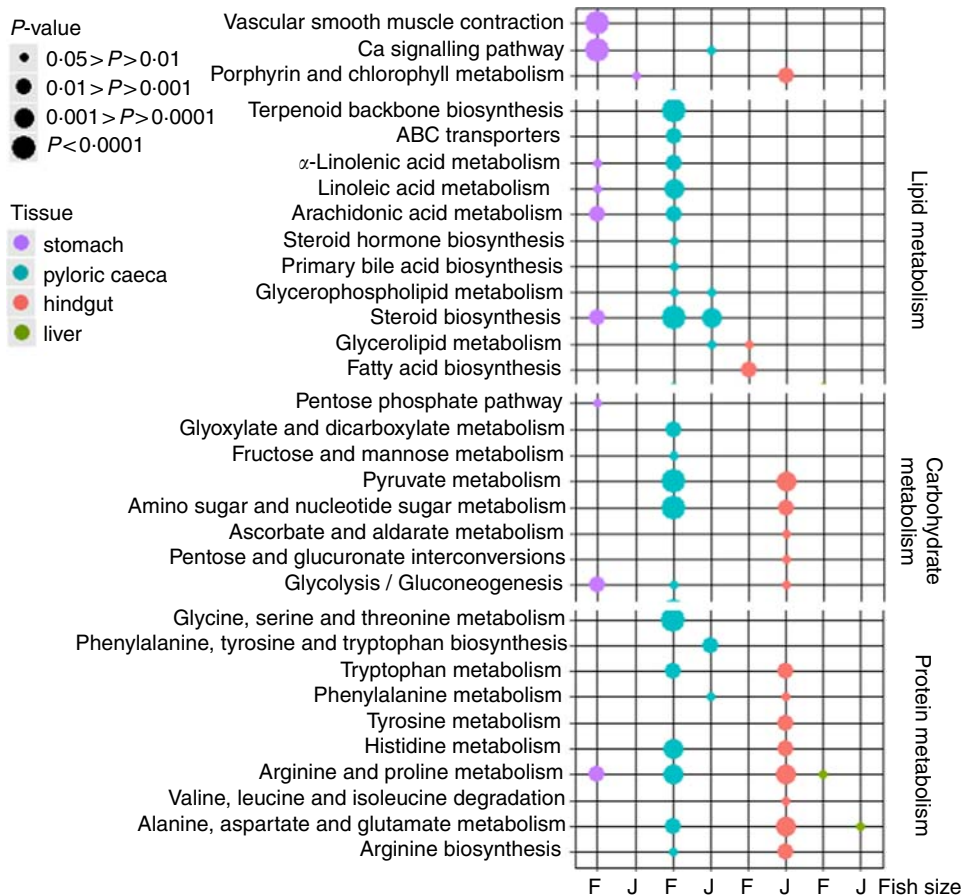 P-value
0·05 > P > 0·01
0·01 > P > 0·001
0·001 > P > 0·0001
P < 0·0001
Tissue
stomach
pyloric caeca
hindgut
liver
Vascular smooth muscle contraction
Ca signalling pathway
Porphyrin and chlorophyll metabolism
Terpenoid backbone biosynthesis
ABC transporters
α-Linolenic acid metabolism
Linoleic acid metabolism
Arachidonic acid metabolism
Steroid hormone biosynthesis
Primary bile acid biosynthesis
Glycerophospholipid metabolism
Steroid biosynthesis
Glycerolipid metabolism
Fatty acid biosynthesis
Lipid metabolism
Pentose phosphate pathway
Glyoxylate and dicarboxylate metabolism
Fructose and mannose metabolism
Pyruvate metabolism
Amino sugar and nucleotide sugar metabolism
Ascorbate and aldarate metabolism
Pentose and glucuronate interconversions
Glycolysis / Gluconeogenesis
Carbohydrate
metabolism
Glycine, serine and threonine metabolism
Phenylalanine, tyrosine and tryptophan biosynthesis
Tryptophan metabolism
Phenylalanine metabolism
Tyrosine metabolism
Histidine metabolism
Arginine and proline metabolism
Valine, leucine and isoleucine degradation
Alanine, aspartate and glutamate metabolism
Arginine biosynthesis
Protein metabolism
F J F J F J F J Fish size